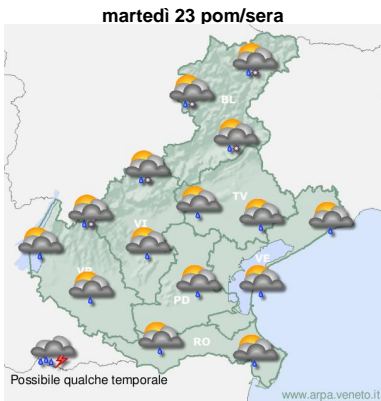 martedì 23 pom/sera
BL
TV
VI
VE
VR
PD
RO
Possibile qualche temporale
www.arpa.veneto.it